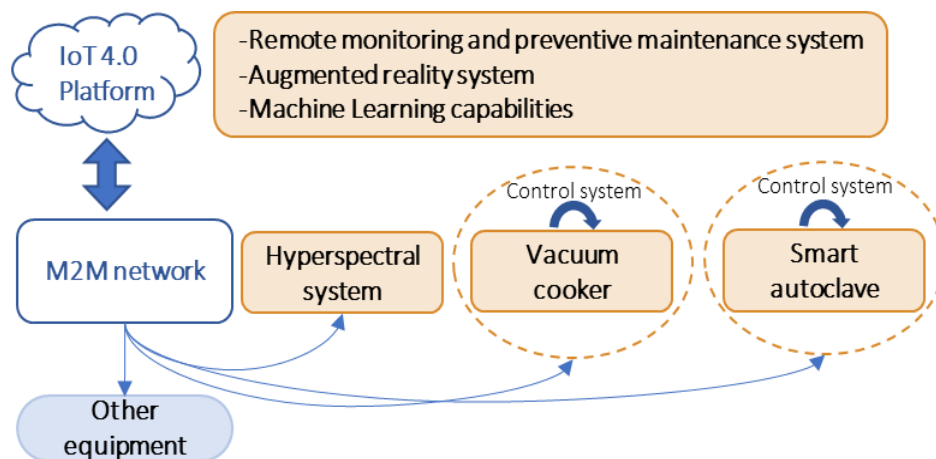 IoT 4.0
Platform
-Remote monitoring and preventive maintenance system
-Augmented reality system
-Machine Learning capabilities
Control system
Control system
M2M network
Hyperspectral
system
Vacuum
cooker
Smart
autoclave
Other
equipment